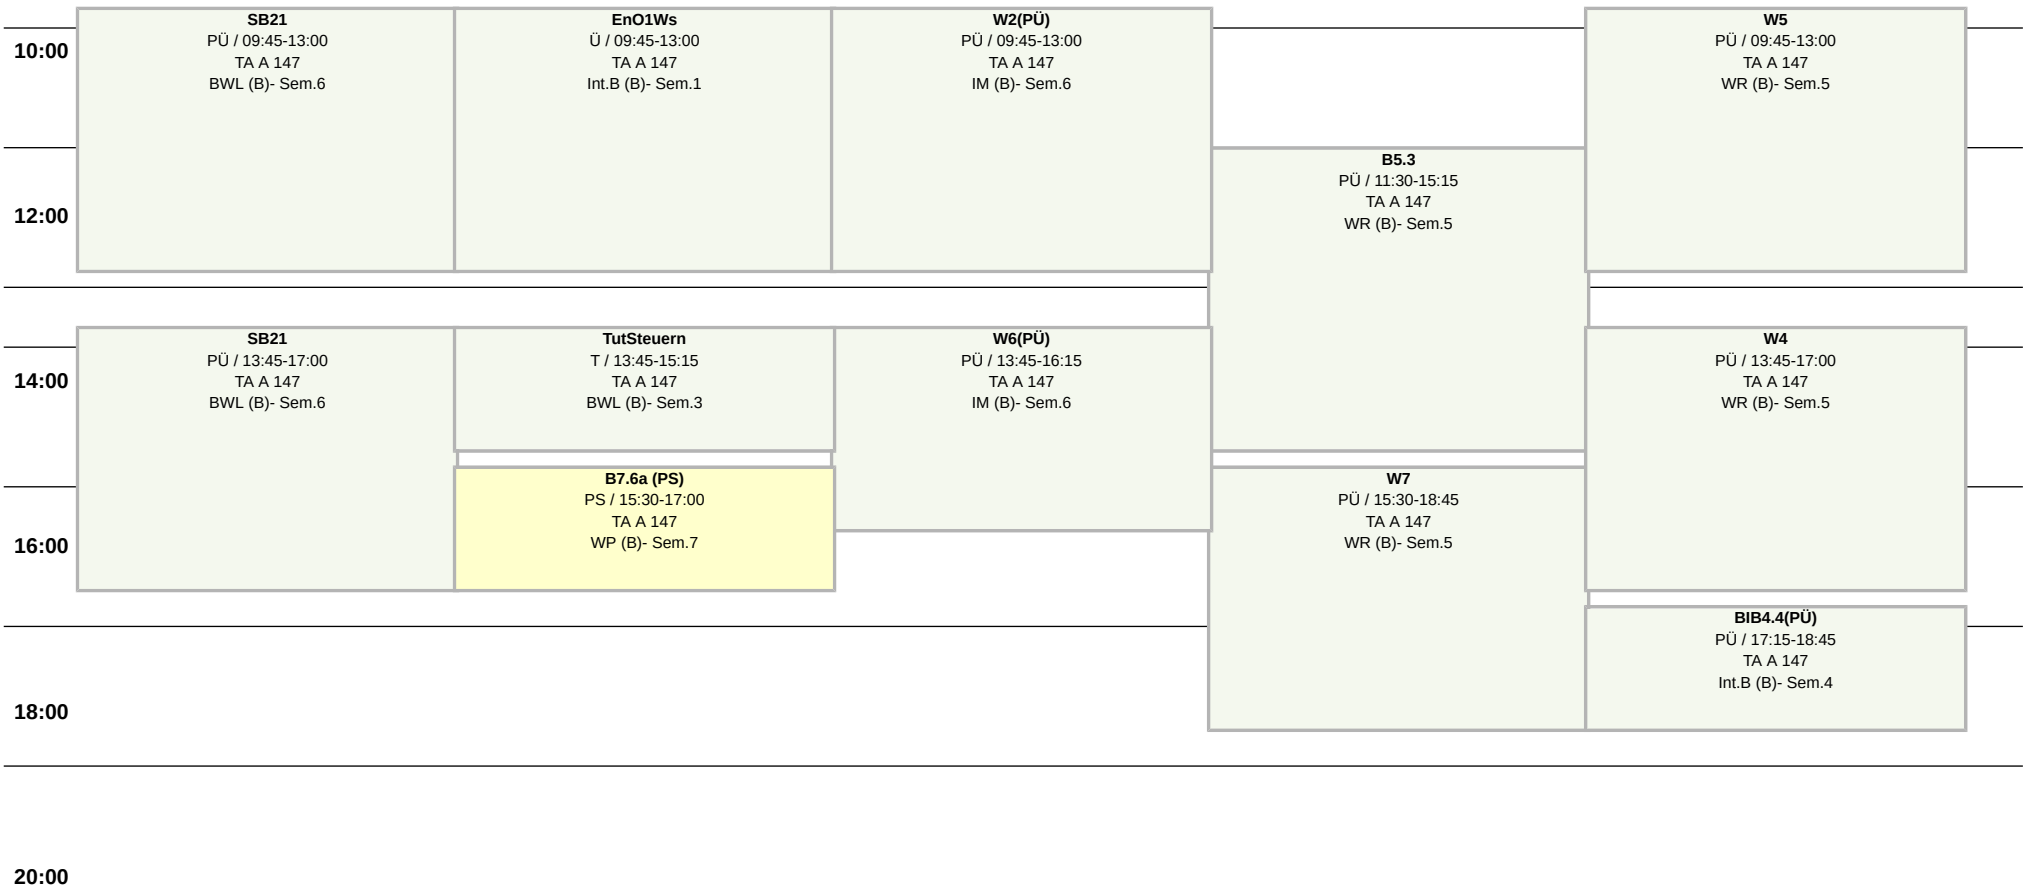 10:00
12:00
14:00
16:00
18:00
20:00
SB21
PÜ / 09:45-13:00
TA A 147
BWL (B)- Sem.6
SB21
PÜ / 13:45-17:00
TA A 147
BWL (B)- Sem.6
EnO1Ws
Ü / 09:45-13:00
TA A 147
Int.B (B)- Sem.1
TutSteuern
T / 13:45-15:15
TA A 147
BWL (B)- Sem.3
B7.6a (PS)
PS / 15:30-17:00
TA A 147
WP (B)- Sem.7
W2(PÜ)
PÜ / 09:45-13:00
TA A 147
IM (B)- Sem.6
W6(PÜ)
PÜ / 13:45-16:15
TA A 147
IM (B)- Sem.6
B5.3
PÜ / 11:30-15:15
TA A 147
WR (B)- Sem.5
W7
PÜ / 15:30-18:45
TA A 147
WR (B)- Sem.5
W5
PÜ / 09:45-13:00
TA A 147
WR (B)- Sem.5
W4
PÜ / 13:45-17:00
TA A 147
WR (B)- Sem.5
BIB4.4(PÜ)
PÜ / 17:15-18:45
TA A 147
Int.B (B)- Sem.4